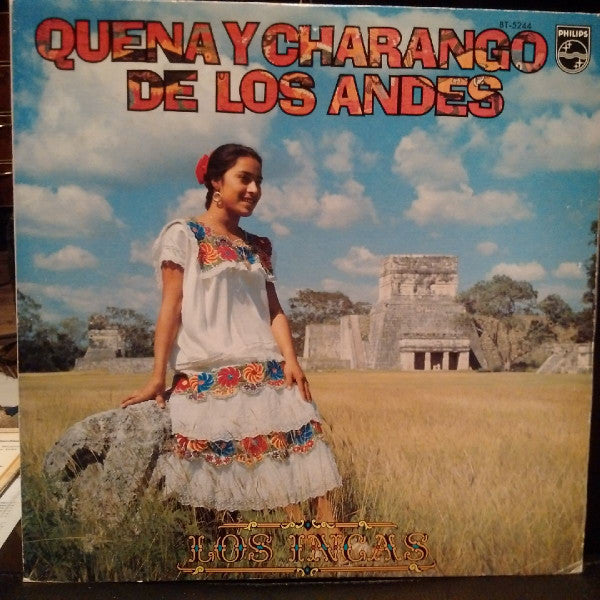 BT-5244
QUENA Y CHARANGO
DE LOS ANDES
PHILIPS
LOS INCAS